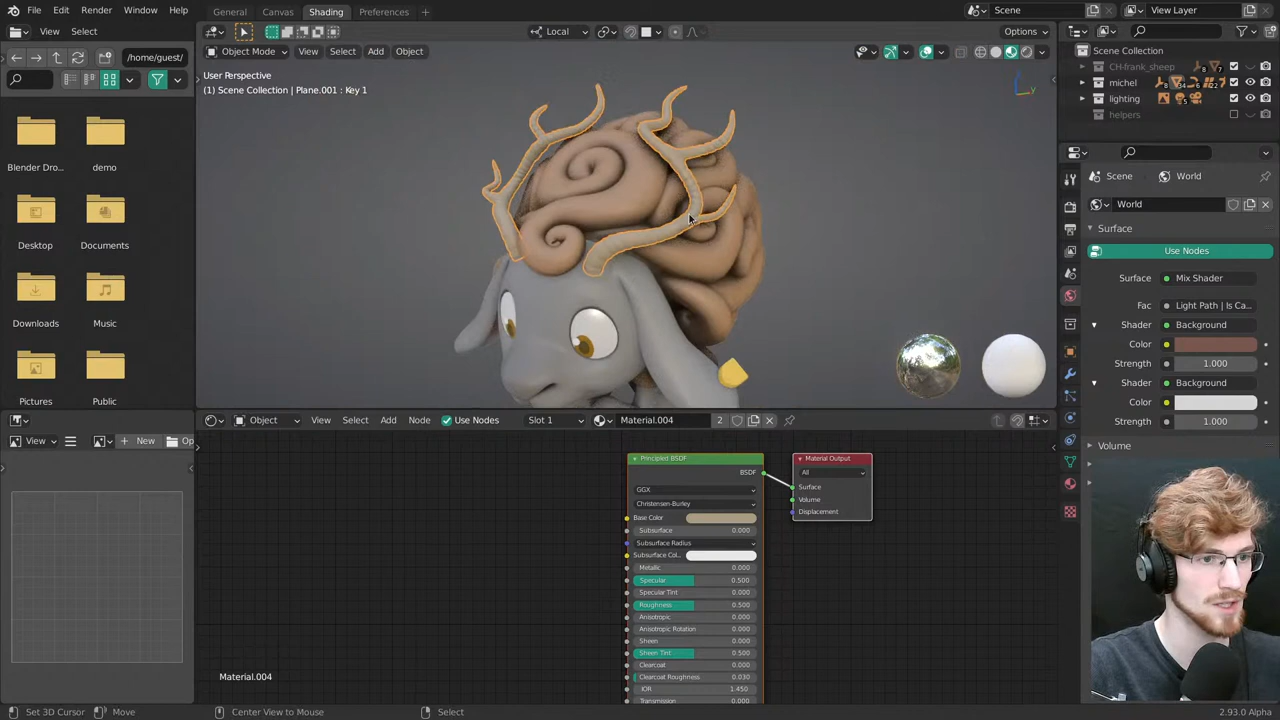 File Edit Render Window Help
General Canvas Shading Preferences +
Scene
View Layer
View Select
Object Mode View Select Add Object
Local
Options
/home/guest/
User Perspective
(1) Scene Collection | Plane.001 : Key 1
Blender Dro...
demo
Desktop
Documents
Downloads
Music
Pictures
Public
Scene Collection
CH-frank_sheep
michel
lighting
helpers
Scene World
World
Surface
Use Nodes
Surface Mix Shader
Fac Light Path | Is Ca...
Shader Background
Color
Strength 1.000
Shader Background
Color
Strength 1.000
Volume
View
New Op
Object View Select Add Node Use Nodes Slot 1 Material.004 2
Principled BSDF
BSDF
GGX
Christensen-Burley
Base Color
Subsurface 0.000
Subsurface Radius
Subsurface Col...
Metallic 0.000
Specular 0.500
Specular Tint 0.000
Roughness 0.500
Anisotropic 0.000
Anisotropic Rotation 0.000
Sheen 0.000
Sheen Tint 0.500
Clearcoat 0.000
Clearcoat Roughness 0.030
IOR 1.450
Transmission 0.000
Material Output
All
Surface
Volume
Displacement
Material.004
Set 3D Cursor Move Center View to Mouse Select 2.93.0 Alpha